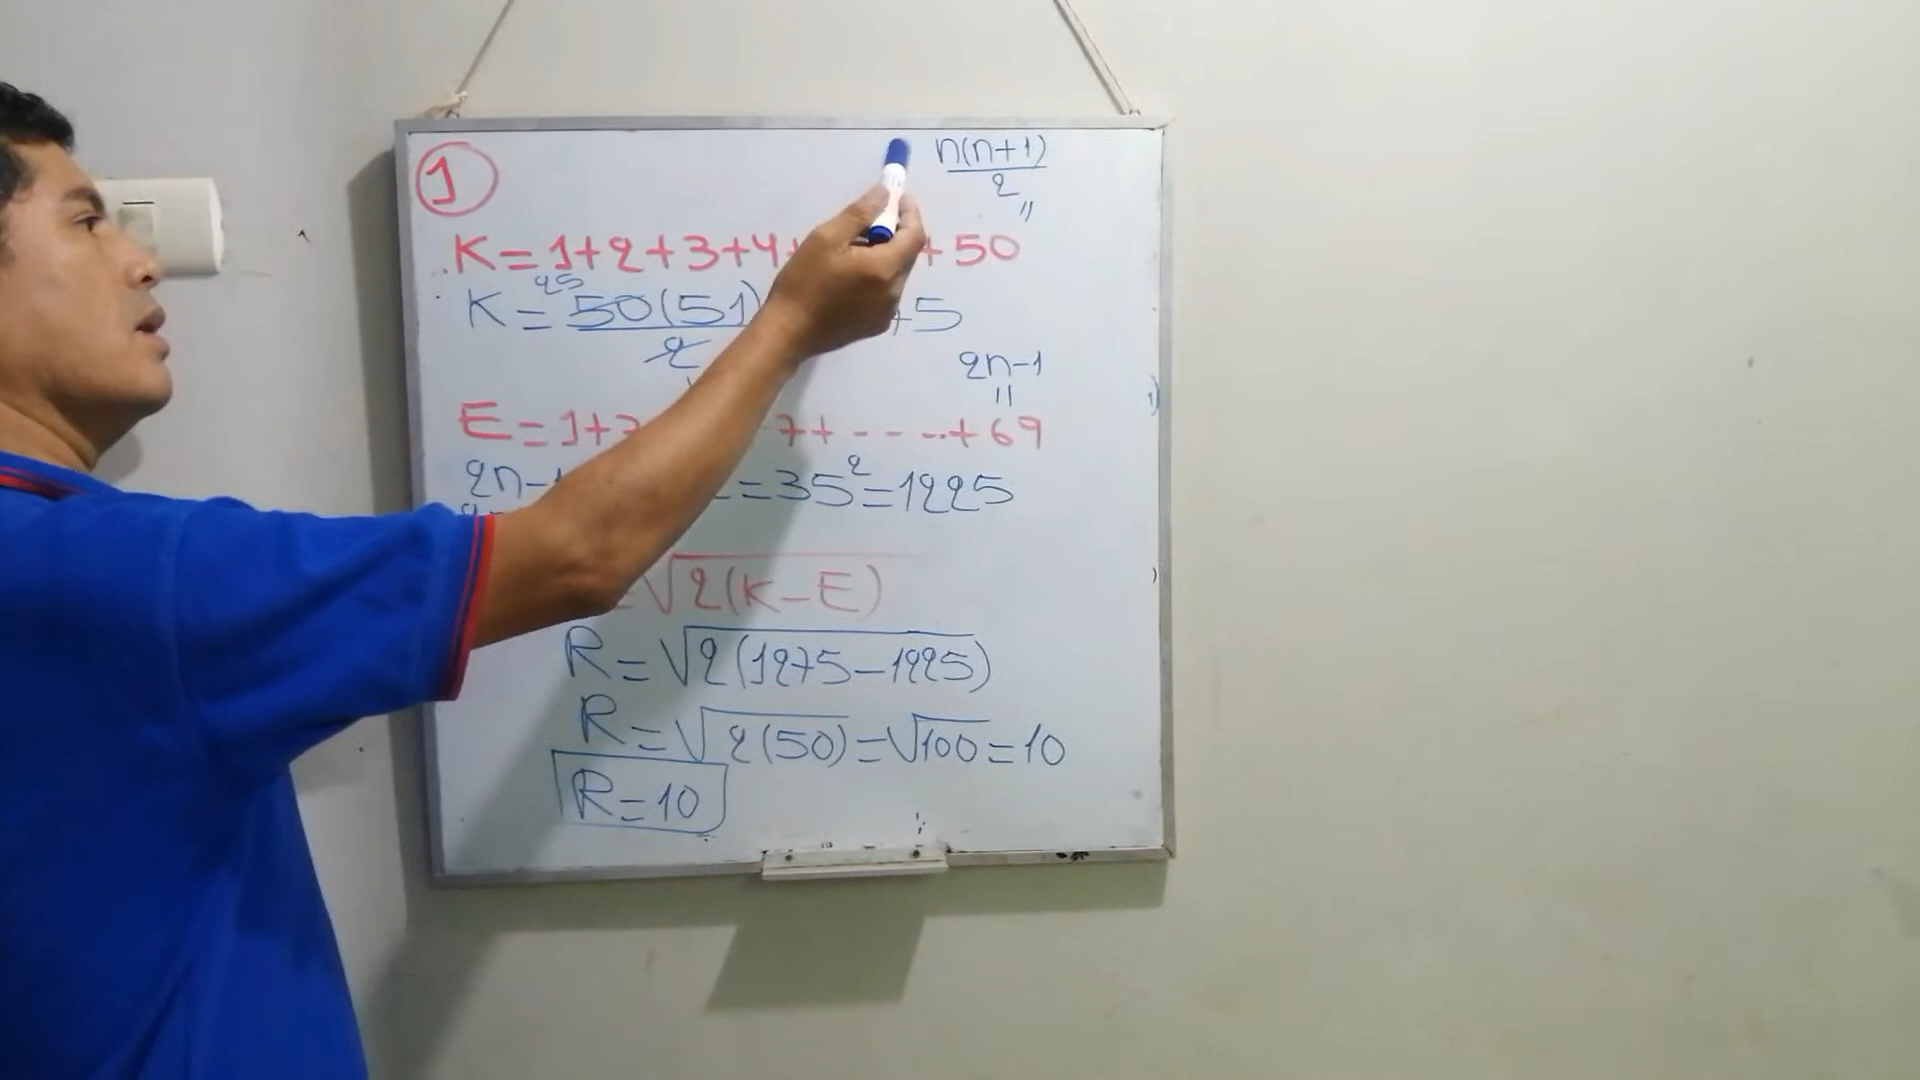 1
n(n+1)
2
K=1+2+3+4+ +50
25
K=50(51) +5
2
2n-1
E=1+3 7+----+69
2n-1 =35²=1225
=√2(K-E)
R=√2(1275-1225)
R=√2(50)=√100=10
R=10